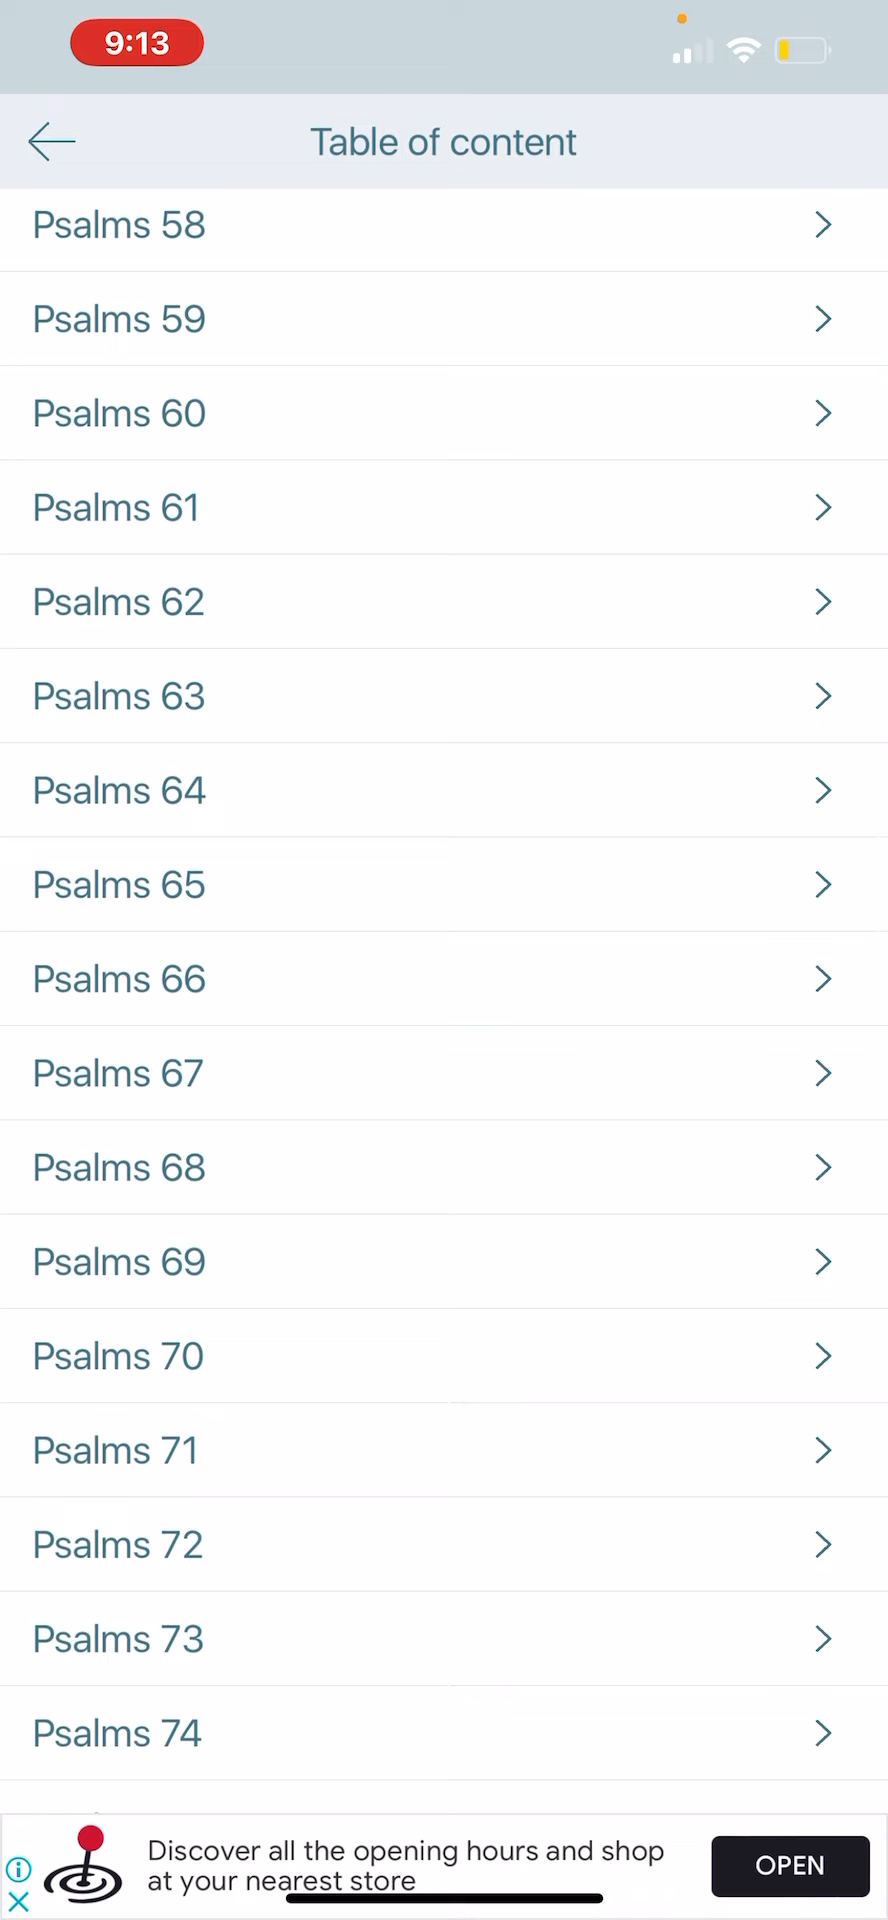 9:13
Table of content
Psalms 58
Psalms 59
Psalms 60
Psalms 61
Psalms 62
Psalms 63
Psalms 64
Psalms 65
Psalms 66
Psalms 67
Psalms 68
Psalms 69
Psalms 70
Psalms 71
Psalms 72
Psalms 73
Psalms 74
Discover all the opening hours and shop
at your nearest store
OPEN